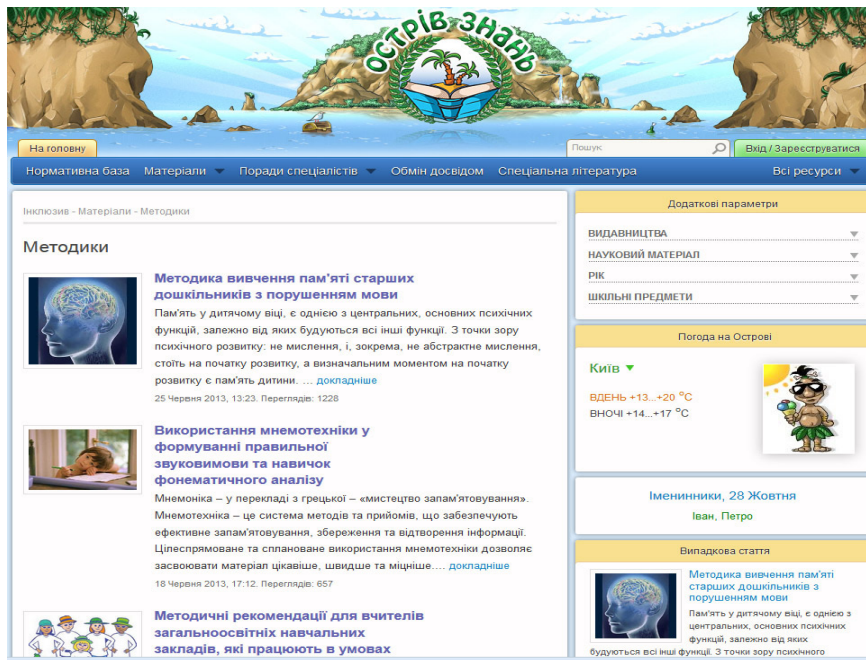 ОСТРІВ ЗНАНЬ
На головну
Пошук
Вхід / Зареєструватися
Нормативна база Матеріали Поради спеціалістів Обмін досвідом Спеціальна література Всі ресурси
Інклюзив - Матеріали - Методики
Методики
Методика вивчення пам'яті старших
дошкільників з порушенням мови
Пам'ять у дитячому віці, є однією з центральних, основних психічних
функцій, залежно від яких будуються всі інші функції. З точки зору
психічного розвитку: не мислення, і, зокрема, не абстрактне мислення,
стоїть на початку розвитку, а визначальним моментом на початку
розвитку є пам'ять дитини. ... докладніше
25 Червня 2013, 13:23. Переглядів: 1228
Використання мнемотехніки у
формуванні правильної
звуковимови та навичок
фонематичного аналізу
Мнемоніка – у перекладі з грецької – «мистецтво запам'ятовування».
Мнемотехніка – це система методів та прийомів, що забезпечують
ефективне запам'ятовування, збереження та відтворення інформації.
Цілеспрямоване та сплановане використання мнемотехніки дозволяє
засвоювати матеріал цікавіше, швидше та міцніше.... докладніше
18 Червня 2013, 17:12. Переглядів: 657
Методичні рекомендації для вчителів
загальноосвітніх навчальних
закладів, які працюють в умовах
Додаткові параметри
ВИДАВНИЦТВА
НАУКОВИЙ МАТЕРІАЛ
РІК
ШКІЛЬНІ ПРЕДМЕТИ
Погода на Острові
Київ
ВДЕНЬ +13...+20 °C
ВНОЧІ +14...+17 °C
Іменинники, 28 Жовтня
Іван, Петро
Випадкова стаття
Методика вивчення пам'яті
старших дошкільників з
порушенням мови
Пам'ять у дитячому віці, є однією з
центральних, основних психічних
функцій, залежно від яких
будуються всі інші функції. З точки зору психічного